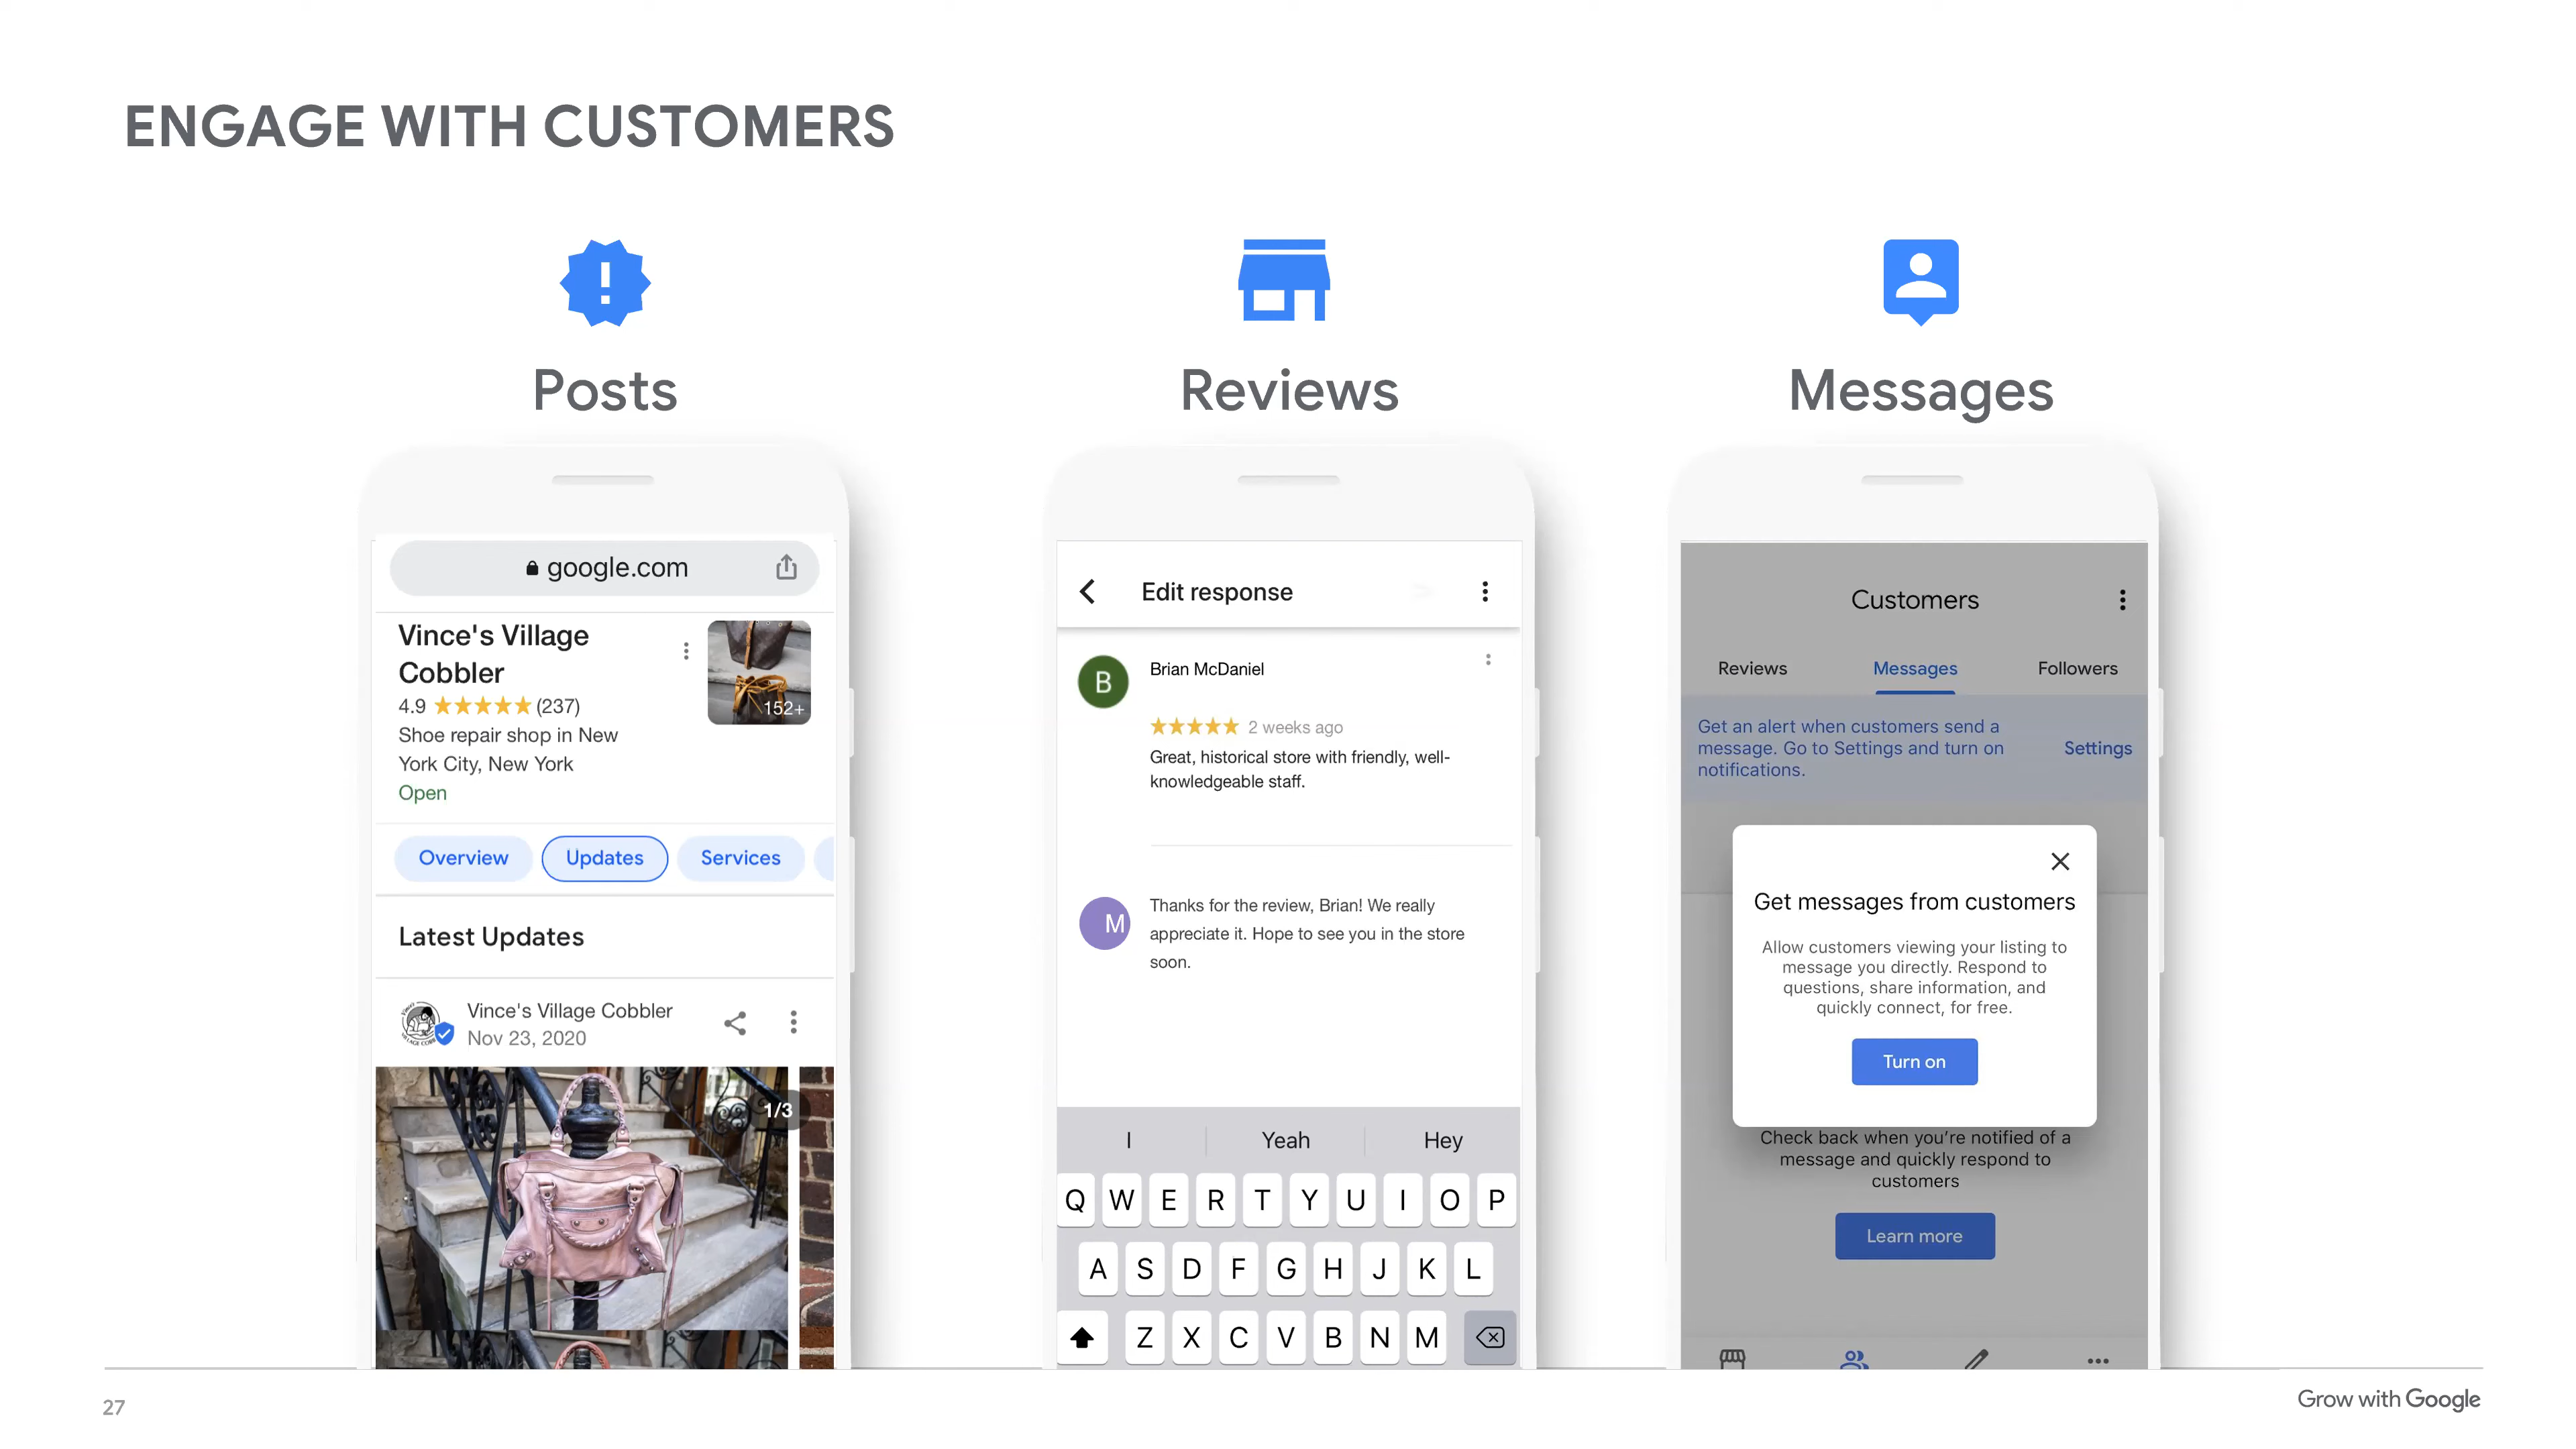 ENGAGE WITH CUSTOMERS
Posts
google.com
Vince's Village
Cobbler
4.9 ★★★★★ (237)
152+
Shoe repair shop in New
York City, New York
Open
Overview Updates Services
Latest Updates
Vince's Village Cobbler
Nov 23, 2020
1/3
Reviews
Edit response
B
Brian McDaniel
★★★★★ 2 weeks ago
Great, historical store with friendly, well-
knowledgeable staff.
M
Thanks for the review, Brian! We really
appreciate it. Hope to see you in the store
soon.
I Yeah Hey
Q W E R T Y U I O P
A S D F G H J K L
Z X C V B N M
Messages
Customers
Reviews Messages Followers
Get an alert when customers send a
message. Go to Settings and turn on
notifications.
Settings
Get messages from customers
Allow customers viewing your listing to
message you directly. Respond to
questions, share information, and
quickly connect, for free.
Turn on
Check back when you're notified of a
message and quickly respond to
customers
Learn more
27
Grow with Google